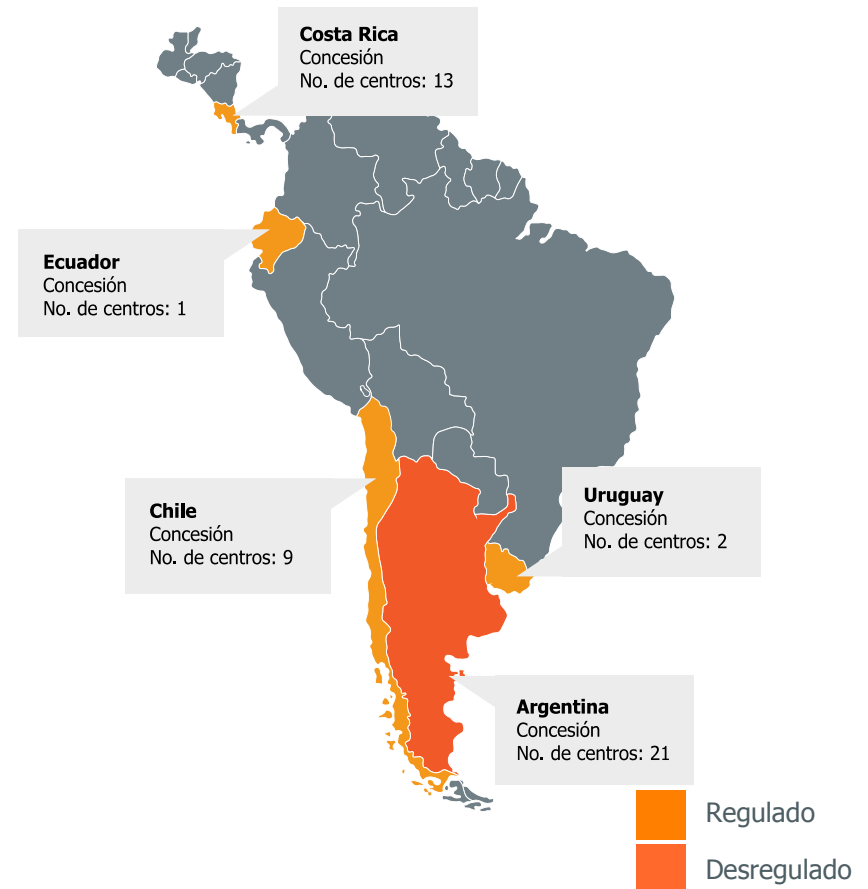 Costa Rica
Concesión
No. de centros: 13
Ecuador
Concesión
No. de centros: 1
Chile
Concesión
No. de centros: 9
Uruguay
Concesión
No. de centros: 2
Argentina
Concesión
No. de centros: 21
Regulado
Desregulado